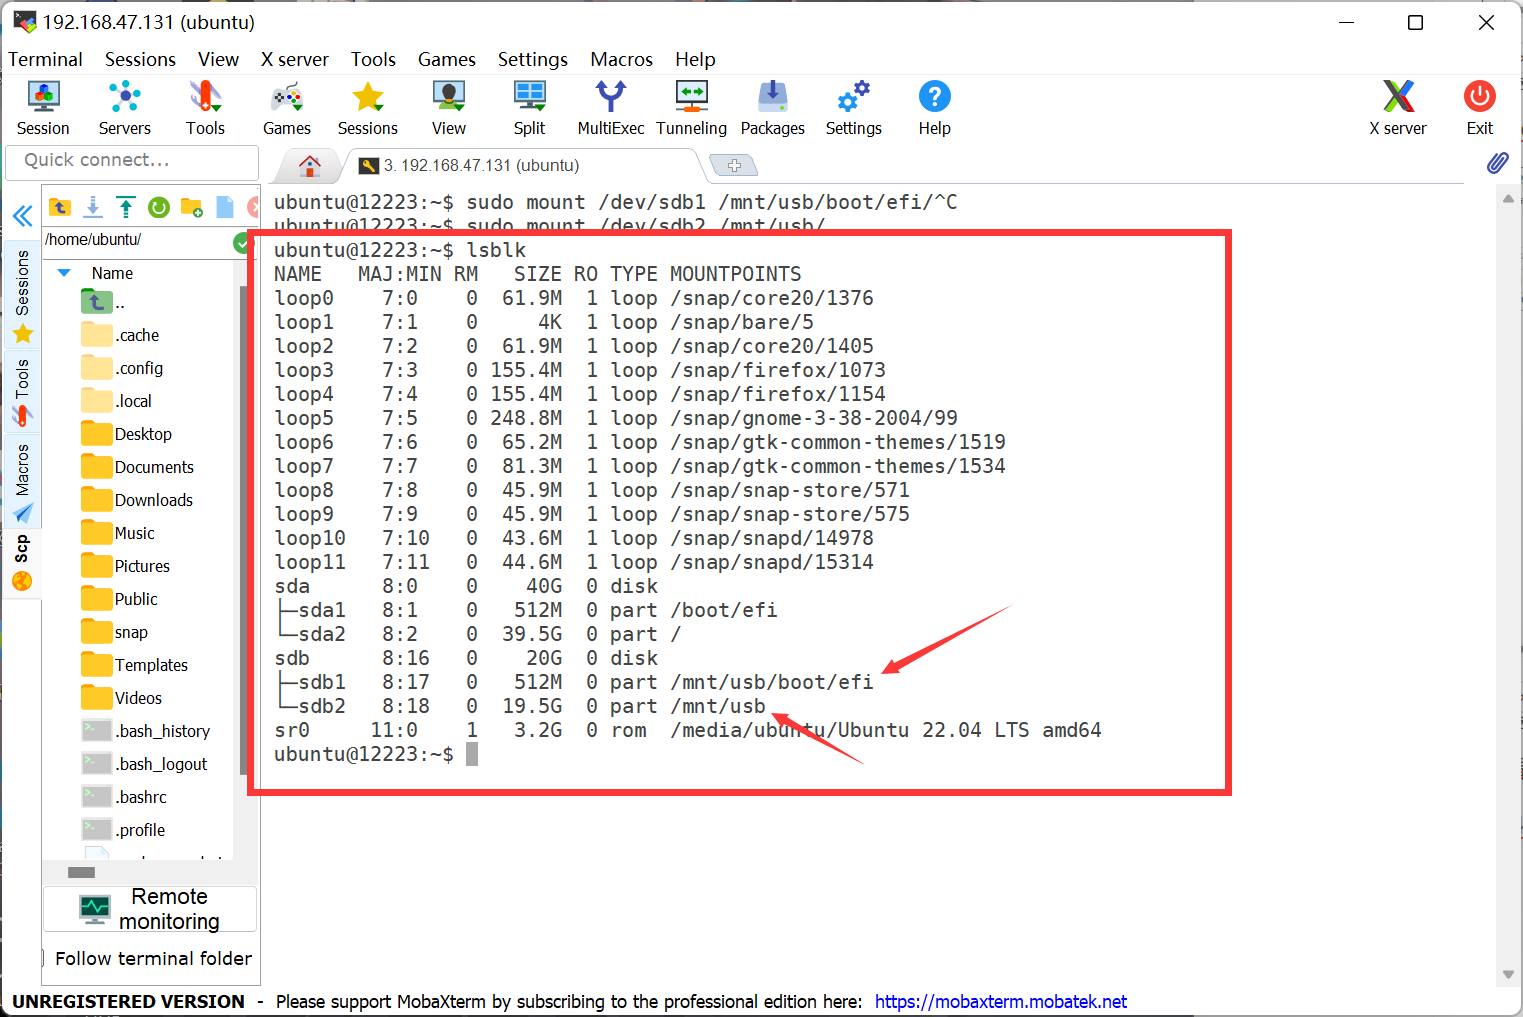 192.168.47.131 (ubuntu)
Terminal Sessions View X server Tools Games Settings Macros Help
Session Servers Tools Games Sessions View Split MultiExec Tunneling Packages Settings Help X server Exit
Quick connect...
3. 192.168.47.131 (ubuntu)
/home/ubuntu/
Name
..
.cache
.config
.local
Desktop
Documents
Downloads
Music
Pictures
Public
snap
Templates
Videos
.bash_history
.bash_logout
.bashrc
.profile
Sessions
Tools
Macros
Scp
Remote
monitoring
Follow terminal folder
ubuntu@12223:~$ sudo mount /dev/sdb1 /mnt/usb/boot/efi/^C
ubuntu@12223:~$ sudo mount /dev/sdb2 /mnt/usb/
ubuntu@12223:~$ lsblk
NAME MAJ:MIN RM SIZE RO TYPE MOUNTPOINTS
loop0 7:0 0 61.9M 1 loop /snap/core20/1376
loop1 7:1 0 4K 1 loop /snap/bare/5
loop2 7:2 0 61.9M 1 loop /snap/core20/1405
loop3 7:3 0 155.4M 1 loop /snap/firefox/1073
loop4 7:4 0 155.4M 1 loop /snap/firefox/1154
loop5 7:5 0 248.8M 1 loop /snap/gnome-3-38-2004/99
loop6 7:6 0 65.2M 1 loop /snap/gtk-common-themes/1519
loop7 7:7 0 81.3M 1 loop /snap/gtk-common-themes/1534
loop8 7:8 0 45.9M 1 loop /snap/snap-store/571
loop9 7:9 0 45.9M 1 loop /snap/snap-store/575
loop10 7:10 0 43.6M 1 loop /snap/snapd/14978
loop11 7:11 0 44.6M 1 loop /snap/snapd/15314
sda 8:0 0 40G 0 disk
├─sda1 8:1 0 512M 0 part /boot/efi
└─sda2 8:2 0 39.5G 0 part /
sdb 8:16 0 20G 0 disk
├─sdb1 8:17 0 512M 0 part /mnt/usb/boot/efi
└─sdb2 8:18 0 19.5G 0 part /mnt/usb
sr0 11:0 1 3.2G 0 rom /media/ubuntu/Ubuntu 22.04 LTS amd64
ubuntu@12223:~$
UNREGISTERED VERSION - Please support MobaXterm by subscribing to the professional edition here: https://mobaxterm.mobatek.net